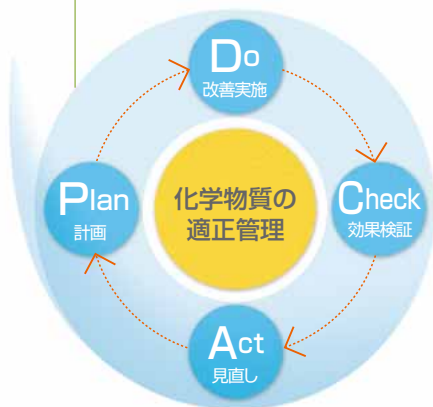 Do
改善実施
Plan
計画
化学物質の
適正管理
Check
効果検証
Act
見直し